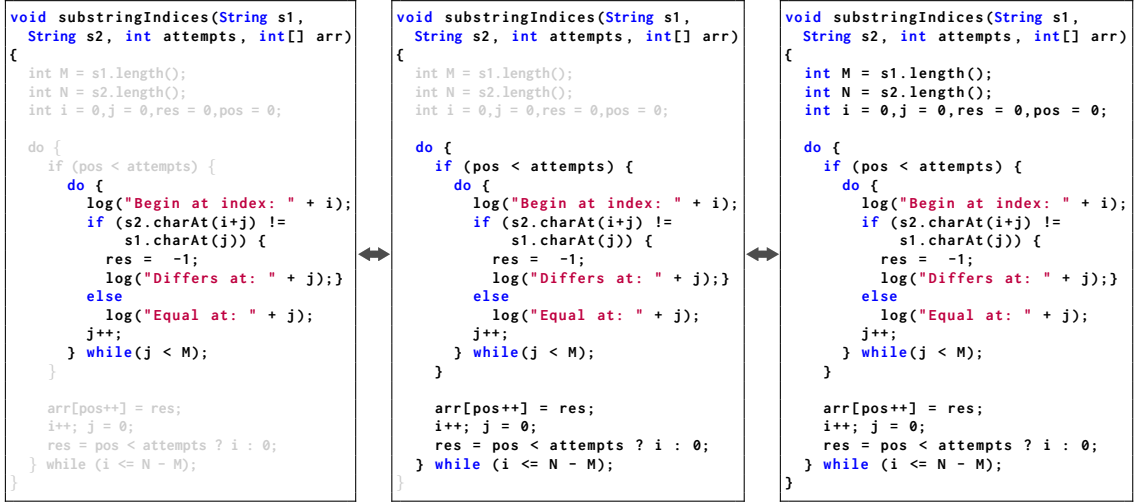 void substringIndices(String s1,
String s2, int attempts, int[] arr)
{
int M = s1.length();
int N = s2.length();
int i = 0,j = 0,res = 0,pos = 0;
do {
if (pos < attempts) {
do {
log("Begin at index: " + i);
if (s2.charAt(i+j) !=
s1.charAt(j)) {
res = -1;
log("Differs at: " + j);}
else
log("Equal at: " + j);
j++;
} while(j < M);
}
arr[pos++] = res;
i++; j = 0;
res = pos < attempts ? i : 0;
} while (i <= N - M);
}
void substringIndices(String s1,
String s2, int attempts, int[] arr)
{
int M = s1.length();
int N = s2.length();
int i = 0,j = 0,res = 0,pos = 0;
do {
if (pos < attempts) {
do {
log("Begin at index: " + i);
if (s2.charAt(i+j) !=
s1.charAt(j)) {
res = -1;
log("Differs at: " + j);}
else
log("Equal at: " + j);
j++;
} while(j < M);
}
arr[pos++] = res;
i++; j = 0;
res = pos < attempts ? i : 0;
} while (i <= N - M);
}
void substringIndices(String s1,
String s2, int attempts, int[] arr)
{
int M = s1.length();
int N = s2.length();
int i = 0,j = 0,res = 0,pos = 0;
do {
if (pos < attempts) {
do {
log("Begin at index: " + i);
if (s2.charAt(i+j) !=
s1.charAt(j)) {
res = -1;
log("Differs at: " + j);}
else
log("Equal at: " + j);
j++;
} while(j < M);
}
arr[pos++] = res;
i++; j = 0;
res = pos < attempts ? i : 0;
} while (i <= N - M);
}